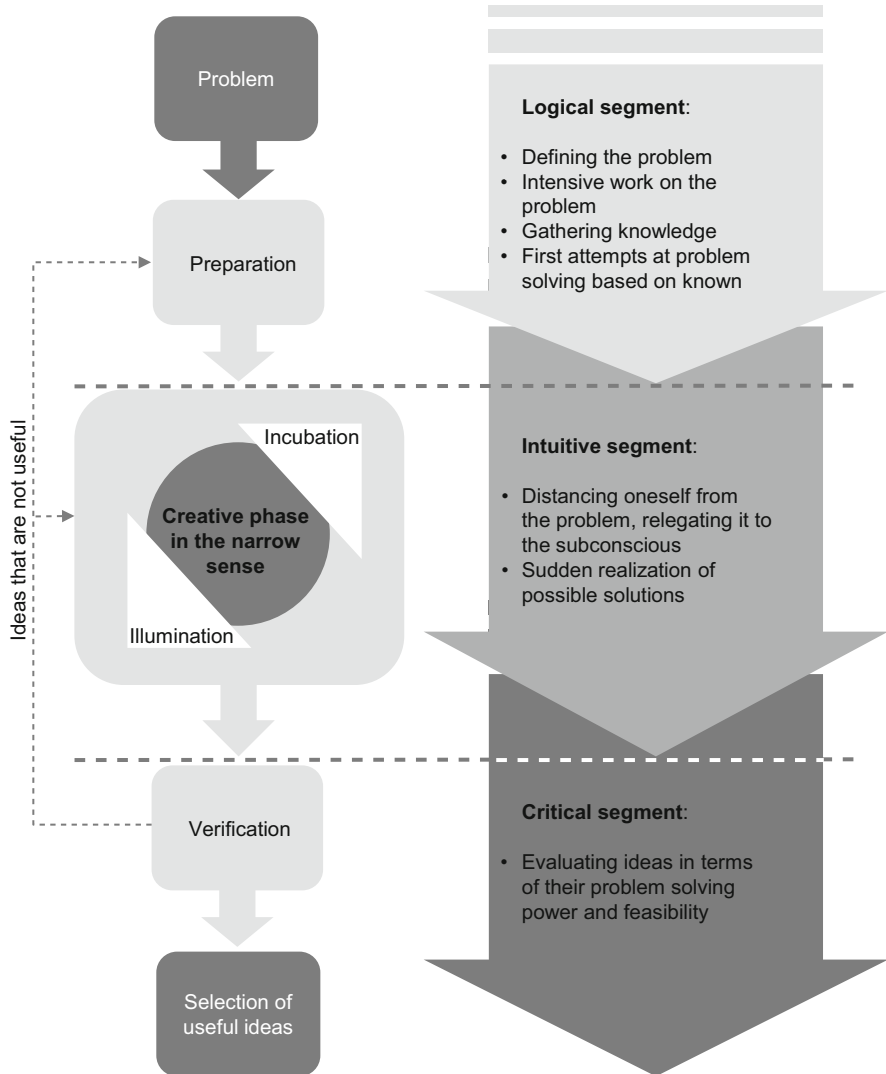 Problem
Preparation
Ideas that are not useful
Incubation
Creative phase
in the narrow
sense
Illumination
Verification
Selection of
useful ideas
Logical segment:
• Defining the problem
• Intensive work on the
problem
• Gathering knowledge
• First attempts at problem
solving based on known
Intuitive segment:
• Distancing oneself from
the problem, relegating it to
the subconscious
• Sudden realization of
possible solutions
Critical segment:
• Evaluating ideas in terms
of their problem solving
power and feasibility